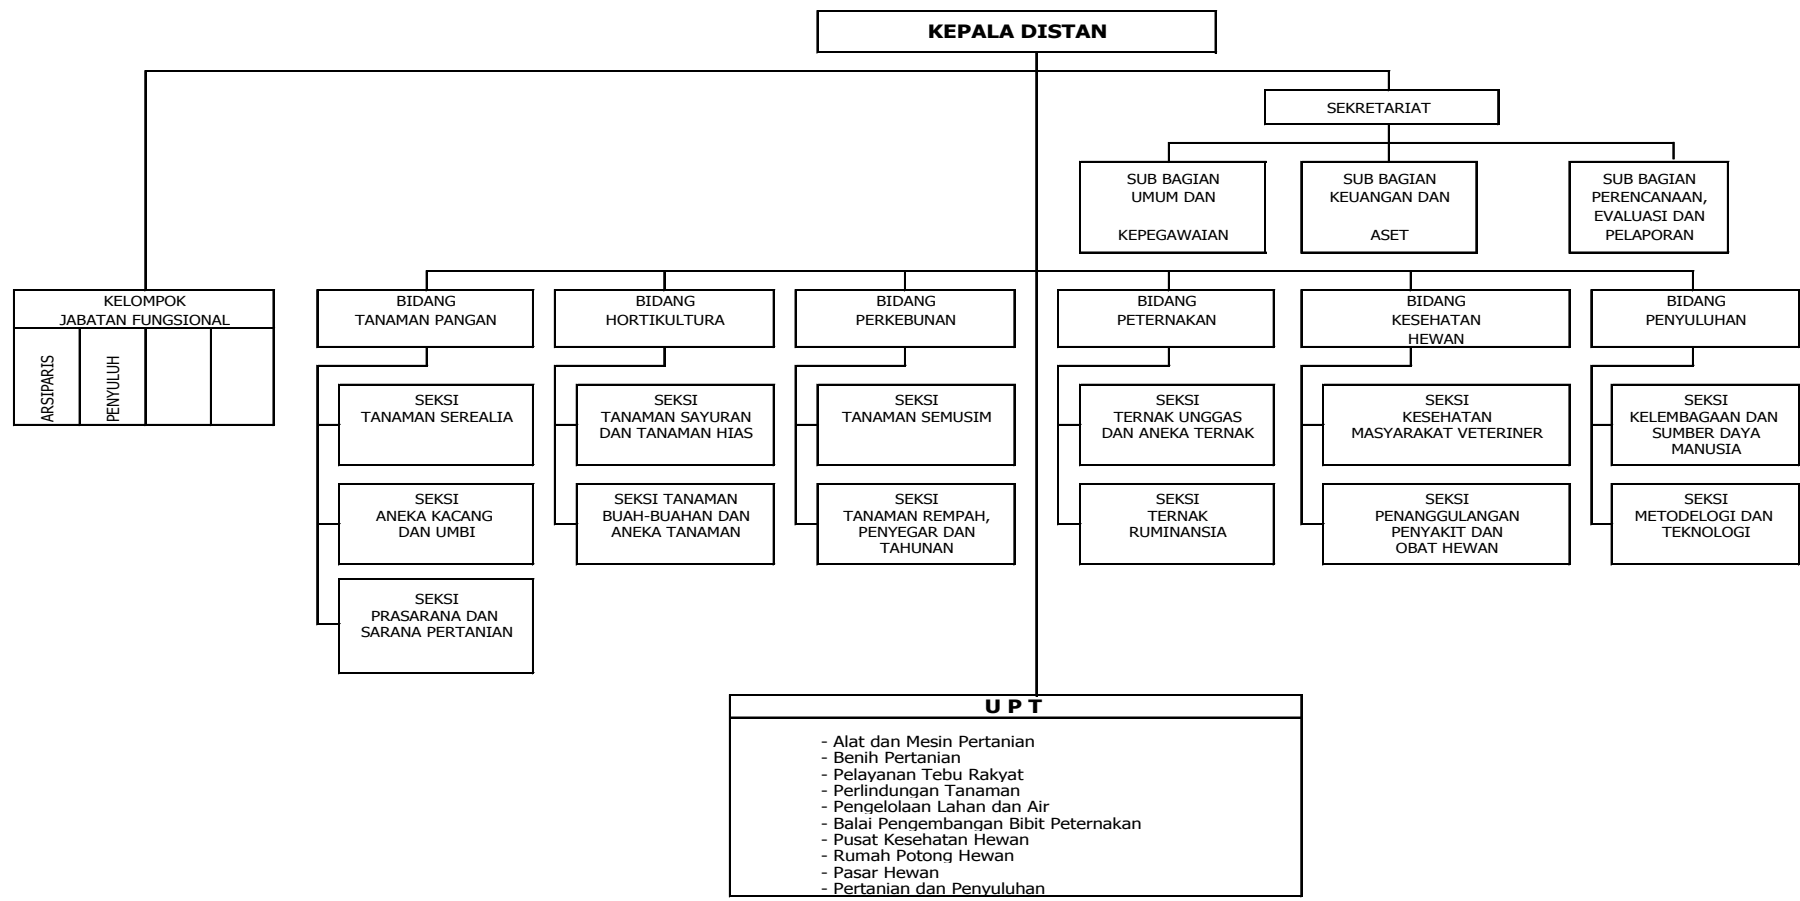 KEPALA DISTAN
SEKRETARIAT
SUB BAGIAN
UMUM DAN
KEPEGAWAIAN
SUB BAGIAN
KEUANGAN DAN
ASET
SUB BAGIAN
PERENCANAAN,
EVALUASI DAN
PELAPORAN
KELOMPOK
JABATAN FUNGSIONAL
ARSIPARIS
PENYULUH
BIDANG
TANAMAN PANGAN
BIDANG
HORTIKULTURA
BIDANG
PERKEBUNAN
BIDANG
PETERNAKAN
BIDANG
KESEHATAN
HEWAN
BIDANG
PENYULUHAN
SEKSI
TANAMAN SEREALIA
SEKSI
TANAMAN SAYURAN
DAN TANAMAN HIAS
SEKSI
TANAMAN SEMUSIM
SEKSI
TERNAK UNGGAS
DAN ANEKA TERNAK
SEKSI
KESEHATAN
MASYARAKAT VETERINER
SEKSI
KELEMBAGAAN DAN
SUMBER DAYA
MANUSIA
SEKSI
ANEKA KACANG
DAN UMBI
SEKSI TANAMAN
BUAH-BUAHAN DAN
ANEKA TANAMAN
SEKSI
TANAMAN REMPAH,
PENYEGAR DAN
TAHUNAN
SEKSI
TERNAK
RUMINANSIA
SEKSI
PENANGGULANGAN
PENYAKIT DAN
OBAT HEWAN
SEKSI
METODELOGI DAN
TEKNOLOGI
SEKSI
PRASARANA DAN
SARANA PERTANIAN
U P T
- Alat dan Mesin Pertanian
- Benih Pertanian
- Pelayanan Tebu Rakyat
- Perlindungan Tanaman
- Pengelolaan Lahan dan Air
- Balai Pengembangan Bibit Peternakan
- Pusat Kesehatan Hewan
- Rumah Potong Hewan
- Pasar Hewan
- Pertanian dan Penyuluhan